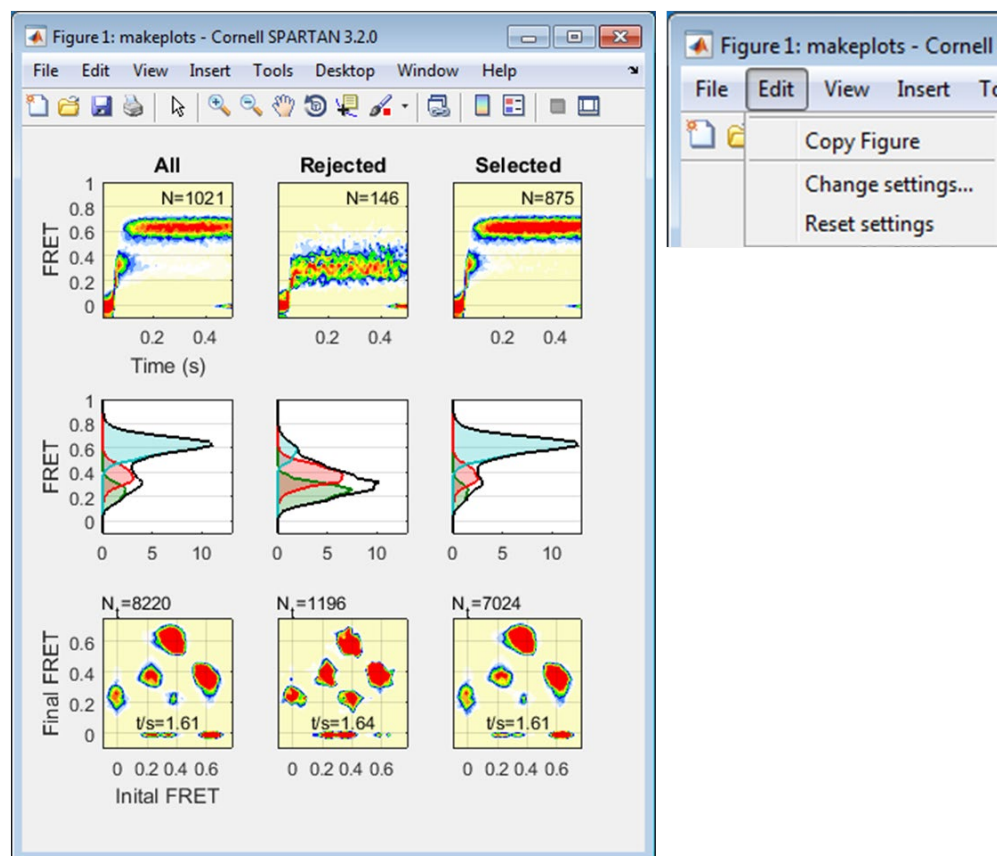 Figure 1: makeplots - Cornell SPARTAN 3.2.0
File Edit View Insert Tools Desktop Window Help
All Rejected Selected
N=1021 N=146 N=875
1
0.8
0.6
0.4
0.2
0
FRET
0.2 0.4 0.2 0.4 0.2 0.4
Time (s)
1
0.8
0.6
0.4
0.2
0
FRET
0 5 10 0 5 10 0 5 10
Nt=8220 Nt=1196 Nt=7024
0.6
0.4
0.2
0
Final FRET
t/s=1.61 t/s=1.64 t/s=1.61
0 0.2 0.4 0.6 0 0.2 0.4 0.6 0 0.2 0.4 0.6
Inital FRET
Figure 1: makeplots - Cornell
File Edit View Insert
Copy Figure
Change settings...
Reset settings